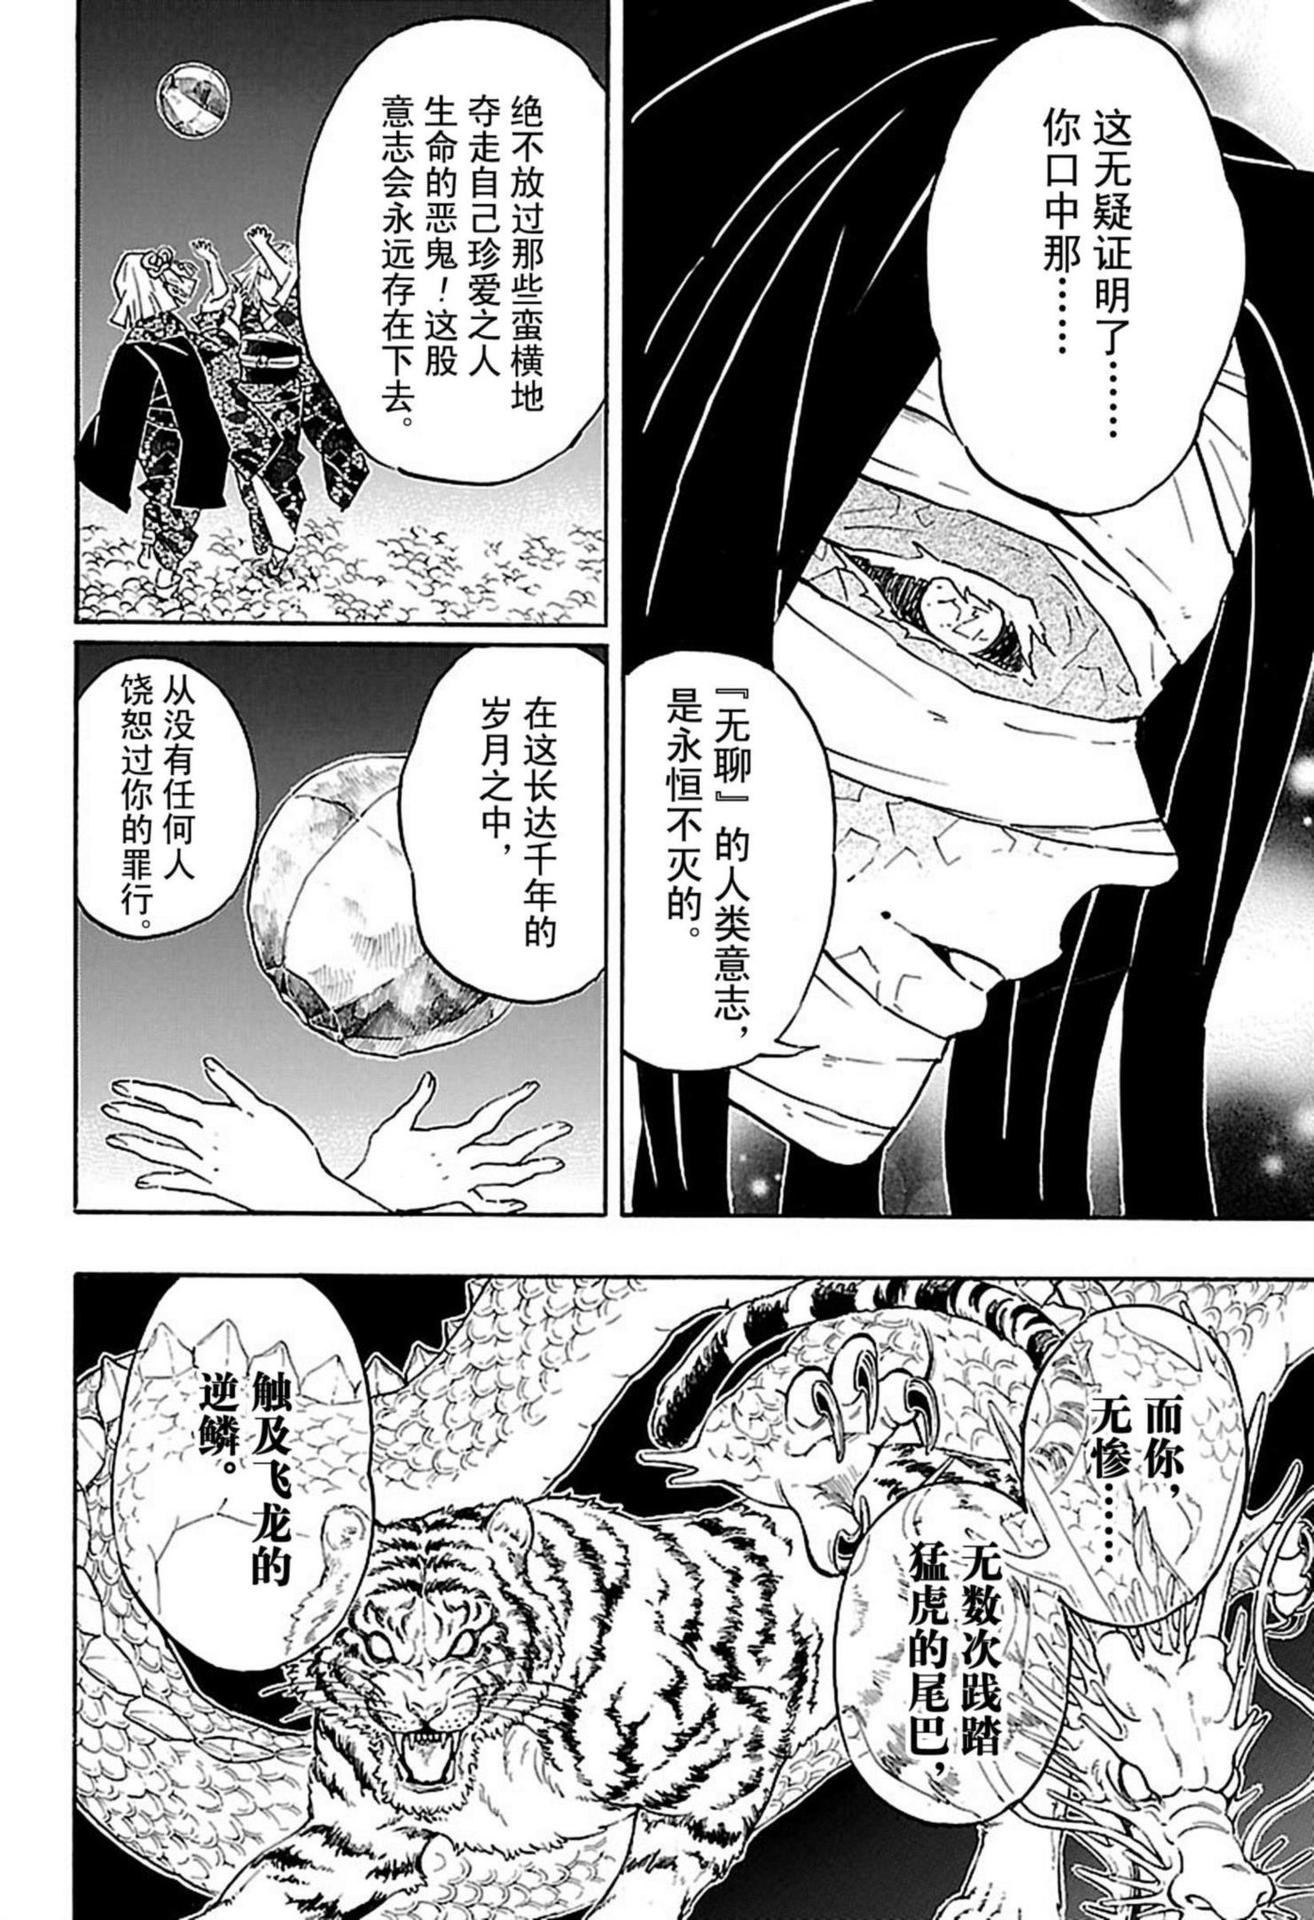 这无疑证明了……
你口中那……
『无聊』的人类意志，
是永恒不灭的。
绝不放过那些蛮横地
夺走自己珍爱之人
生命的恶鬼！这股
意志会永远存在下去。
在这长达千年的
岁月之中，
从没有任何人
饶恕过你的罪行。
而你，
无惨……
无数次践踏
猛虎的尾巴，
触及飞龙的
逆鳞。